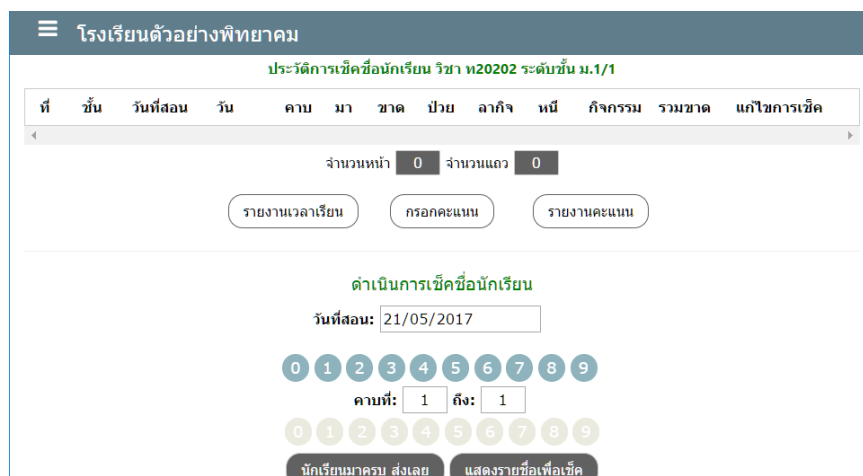 โรงเรียนตัวอย่างพิทยาคม
ประวัติการเช็คชื่อนักเรียน วิชา ท20202 ระดับชั้น ม.1/1
ที่ ชั้น วันที่สอน วัน คาบ มา ขาด ป่วย ลากิจ หนี กิจกรรม รวมขาด แก้ไขการเช็ค
จำนวนหน้า 0 จำนวนแถว 0
รายงานเวลาเรียน กรอกคะแนน รายงานคะแนน
ดำเนินการเช็คชื่อนักเรียน
วันที่สอน: 21/05/2017
0 1 2 3 4 5 6 7 8 9
คาบที่: 1 ถึง: 1
0 1 2 3 4 5 6 7 8 9
นักเรียนมาครบ ส่งเลย แสดงรายชื่อเพื่อเช็ค